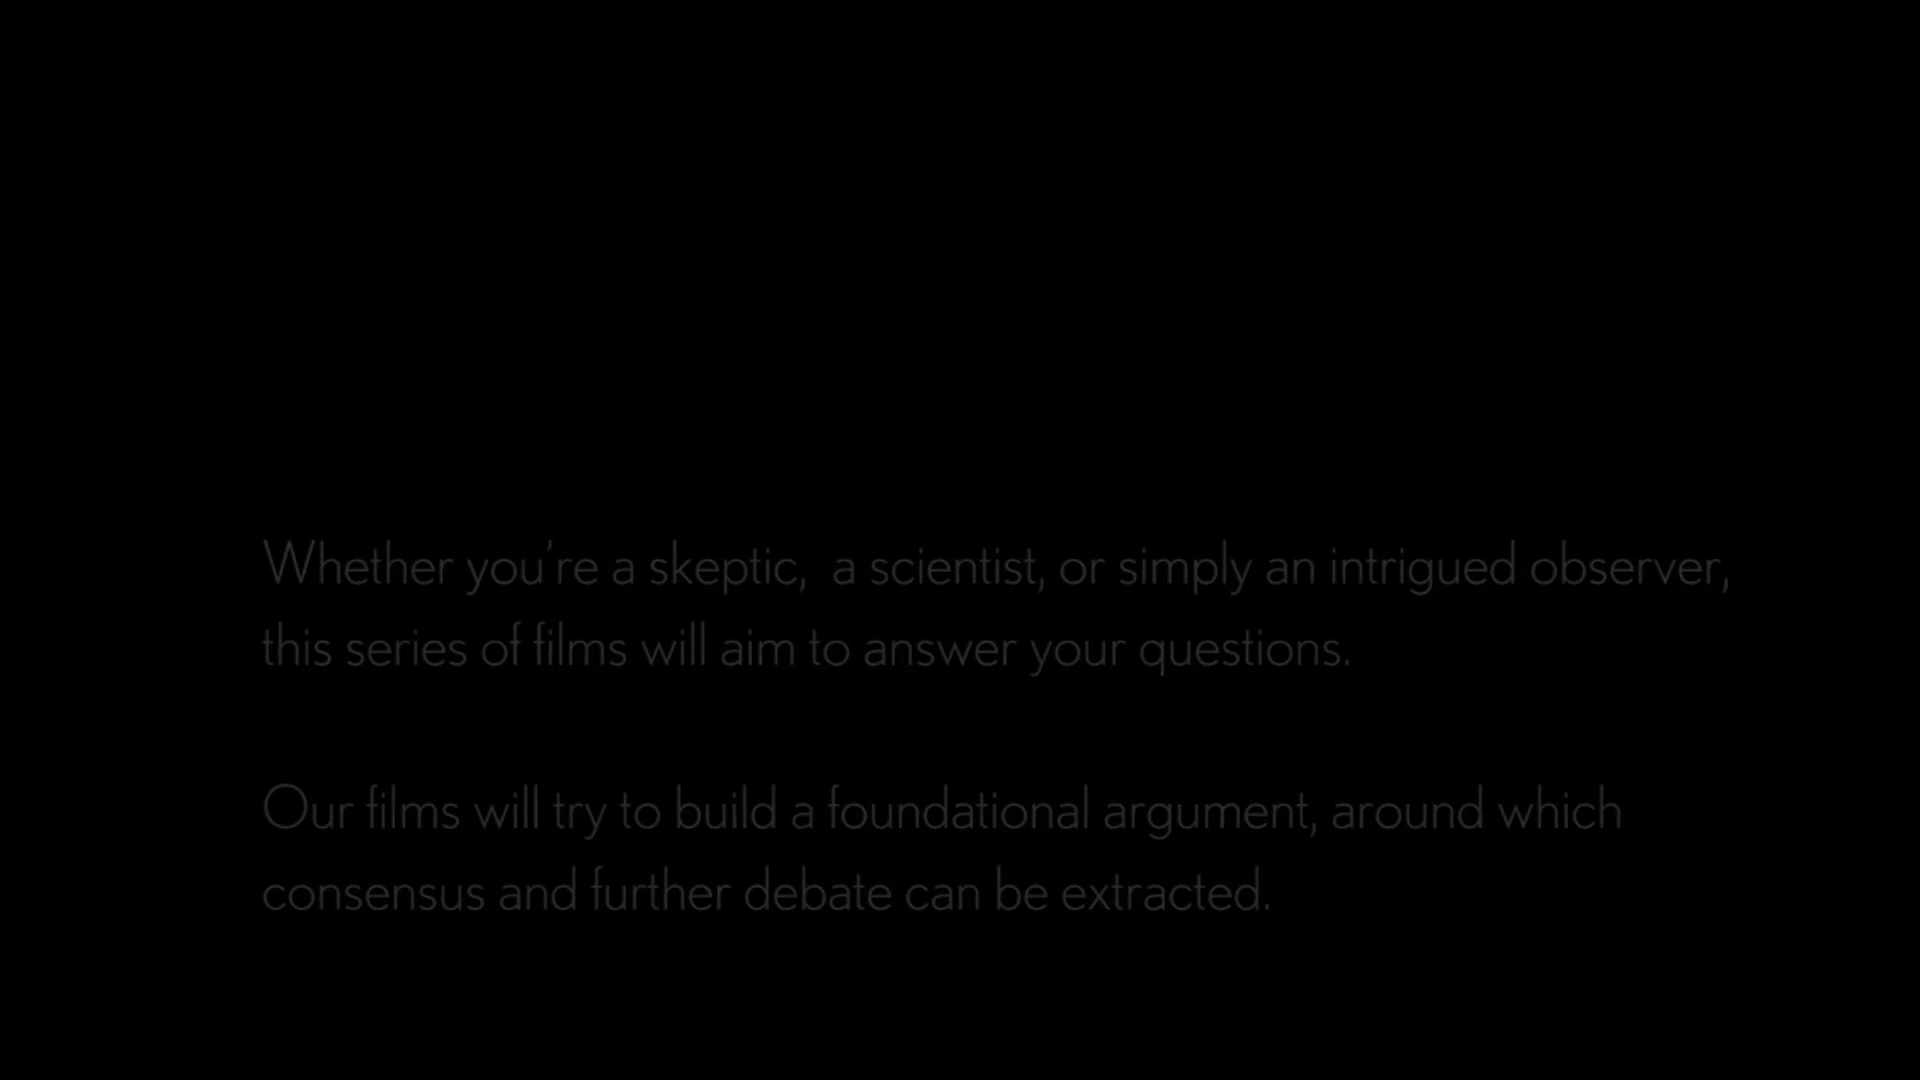 Whether you’re a skeptic,  a scientist, or simply an intrigued observer,
this series of films will aim to answer your questions.
Our films will try to build a foundational argument, around which
consensus and further debate can be extracted.